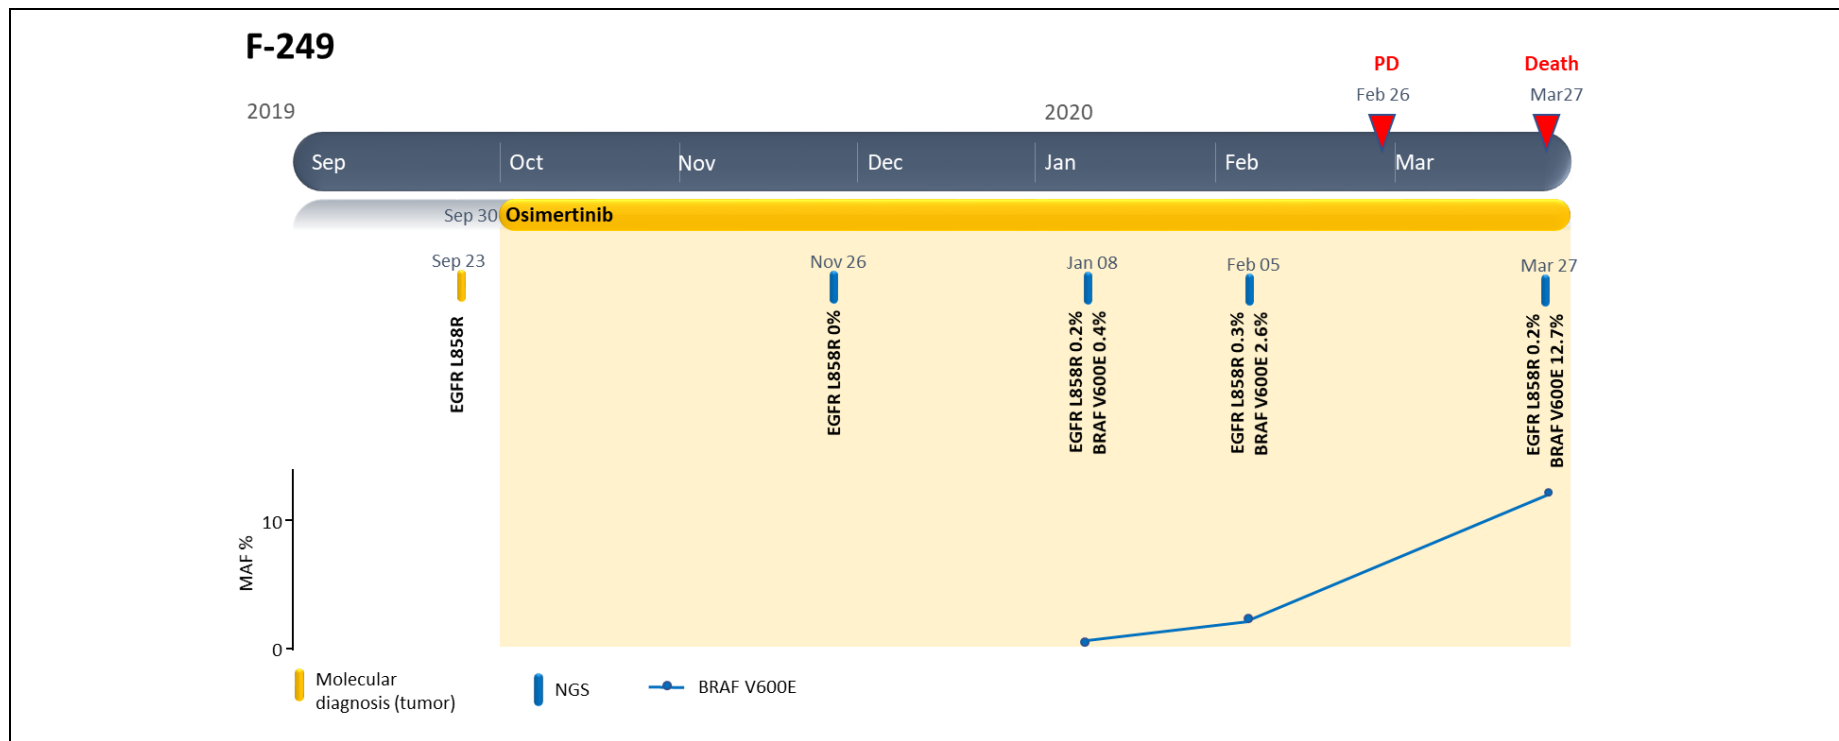 F-249
PD
Death
Feb 26
Mar27
2019
2020
Sep
Oct
Nov
Dec
Jan
Feb
Mar
Sep 30
Osimertinib
Sep 23
Nov 26
Jan 08
Feb 05
Mar 27
EGFR L858R
EGFR L858R 0%
EGFR L858R 0.2%
BRAF V600E 0.4%
EGFR L858R 0.3%
BRAF V600E 2.6%
EGFR L858R 0.2%
BRAF V600E 12.7%
MAF %
10
0
Molecular
diagnosis (tumor)
NGS
BRAF V600E